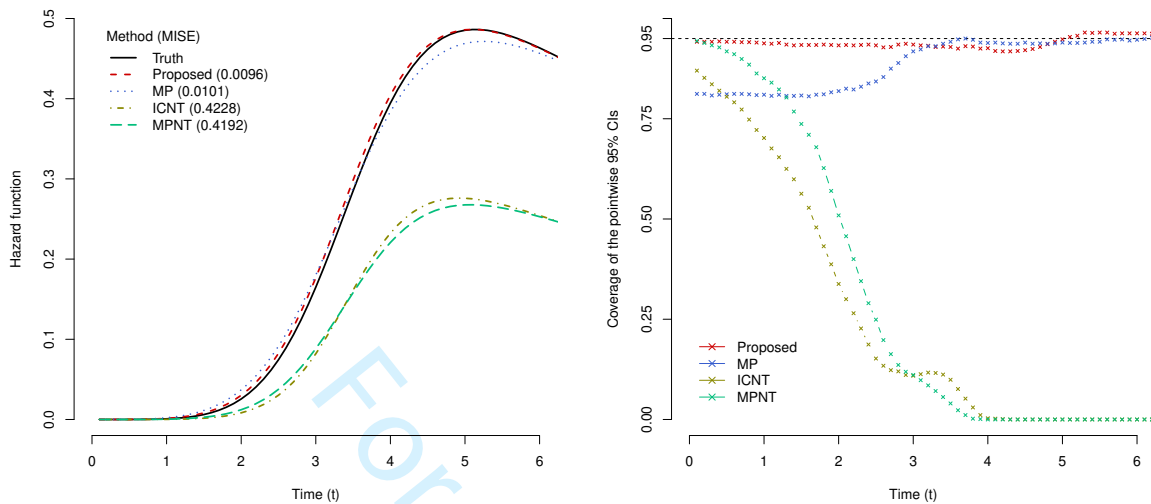 Method (MISE)
Truth
Proposed (0.0096)
MP (0.0101)
ICNT (0.4228)
MPNT (0.4192)
Hazard function
0.5
0.4
0.3
0.2
0.1
0.0
0 1 2 3 4 5 6
Time (t)
For
Coverage of the pointwise 95% CIs
0.95
0.75
0.50
0.25
0.00
Proposed
MP
ICNT
MPNT
0 1 2 3 4 5 6
Time (t)